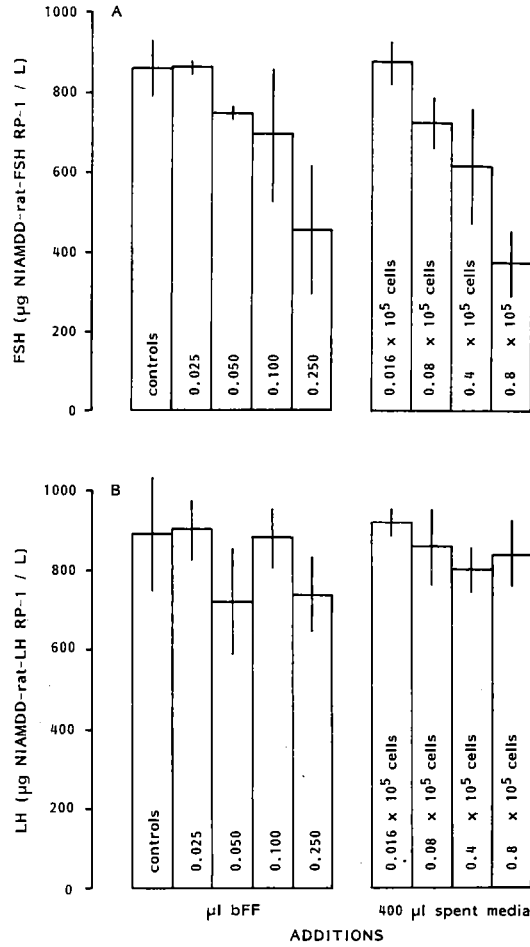 A
1000
800
600
400
200
0
FSH (µg NIAMDD-rat-FSH RP-1 / L)
controls
0.025
0.050
0.100
0.250
0.016 × 10⁵ cells
0.08 × 10⁵ cells
0.4 × 10⁵ cells
0.8 × 10⁵
B
1000
800
600
400
200
0
LH (µg NIAMDD-rat-LH RP-1 / L)
controls
0.025
0.050
0.100
0.250
0.016 × 10⁵ cells
0.08 × 10⁵ cells
0.4 × 10⁵ cells
0.8 × 10⁵
µl bFF
400 µl spent media
ADDITIONS